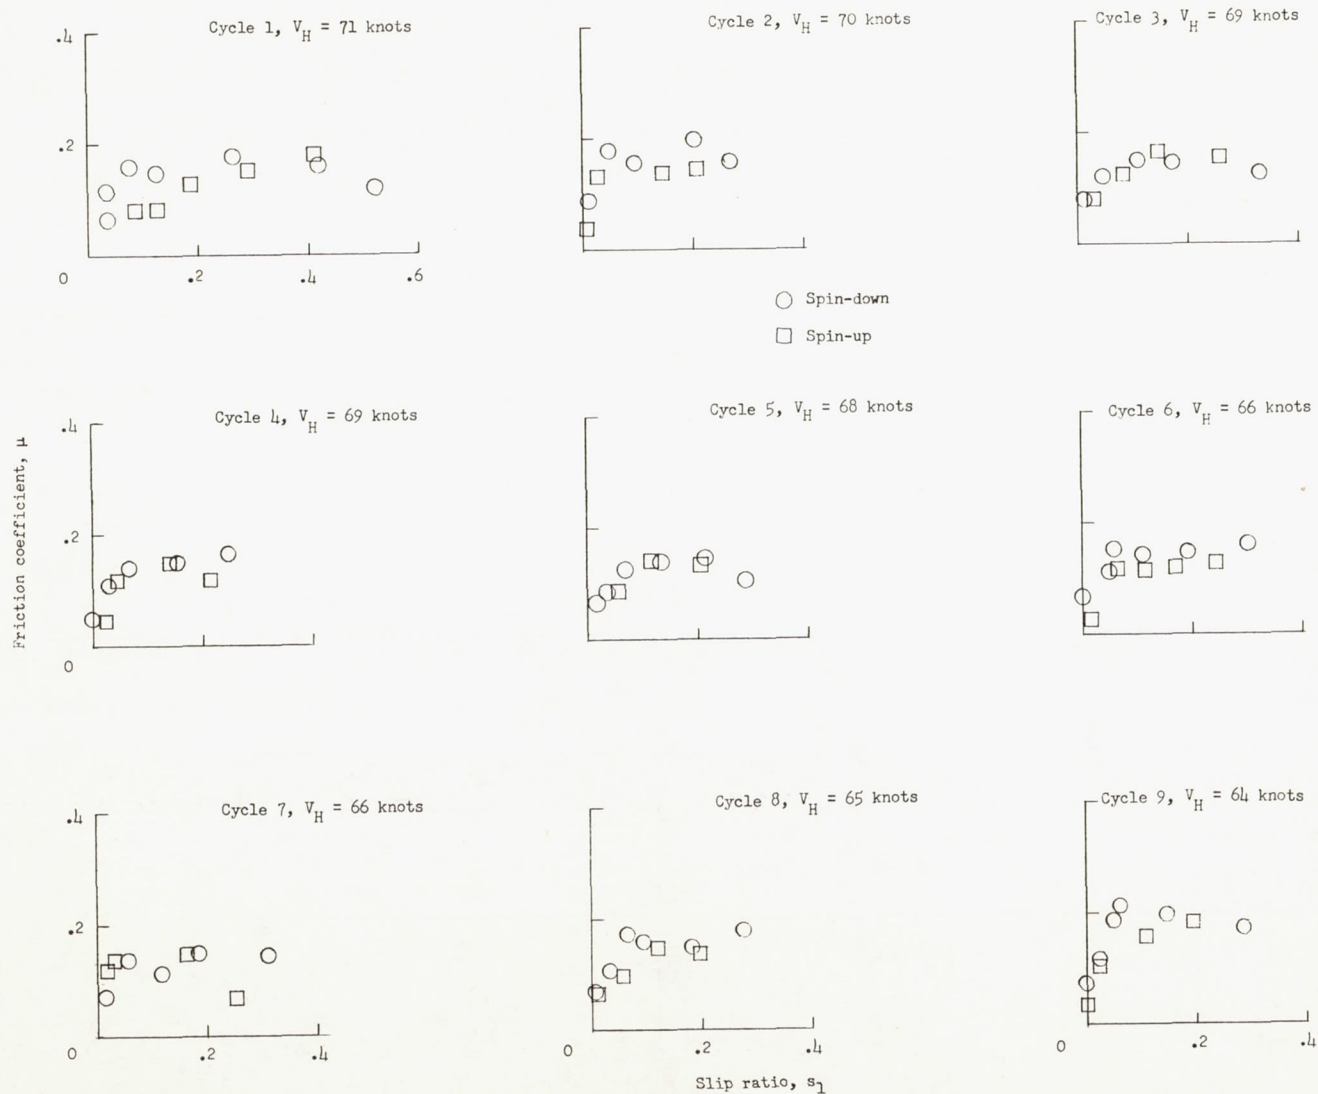 Cycle 1, V_H = 71 knots
Cycle 2, V_H = 70 knots
Cycle 3, V_H = 69 knots
.4
.2
0
.2
.4
.6
Spin-down
Spin-up
Cycle 4, V_H = 69 knots
Cycle 5, V_H = 68 knots
Cycle 6, V_H = 66 knots
.4
.2
0
Friction coefficient, μ
Cycle 7, V_H = 66 knots
Cycle 8, V_H = 65 knots
Cycle 9, V_H = 64 knots
.4
.2
0
.2
.4
0
.2
.4
0
.2
.4
Slip ratio, s_1